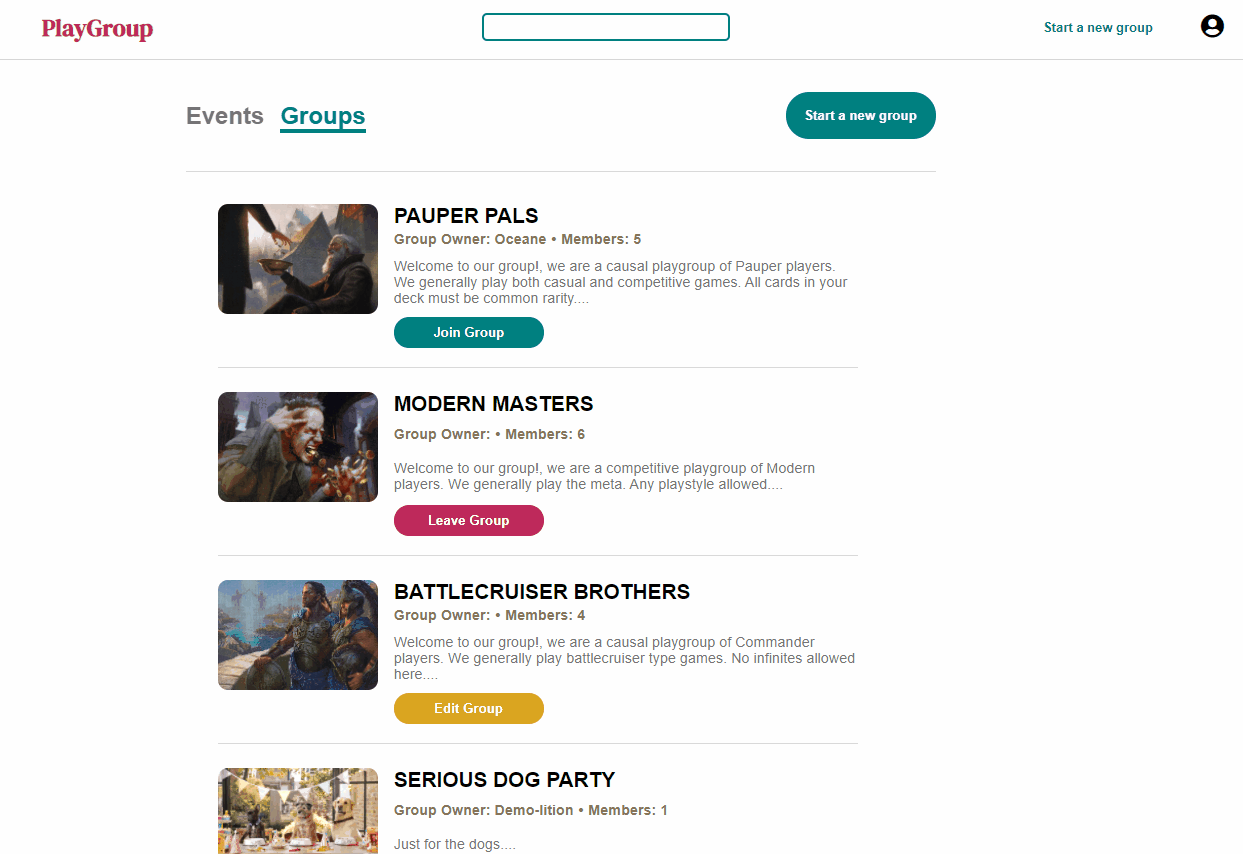 PlayGroup
Start a new group
Events Groups
Start a new group
PAUPER PALS
Group Owner: Oceane • Members: 5
Welcome to our group!, we are a causal playgroup of Pauper players.
We generally play both casual and competitive games. All cards in your
deck must be common rarity....
Join Group
MODERN MASTERS
Group Owner: • Members: 6
Welcome to our group!, we are a competitive playgroup of Modern
players. We generally play the meta. Any playstyle allowed....
Leave Group
BATTLECRUISER BROTHERS
Group Owner: • Members: 4
Welcome to our group!, we are a causal playgroup of Commander
players. We generally play battlecruiser type games. No infinites allowed
here....
Edit Group
SERIOUS DOG PARTY
Group Owner: Demo-lition • Members: 1
Just for the dogs....